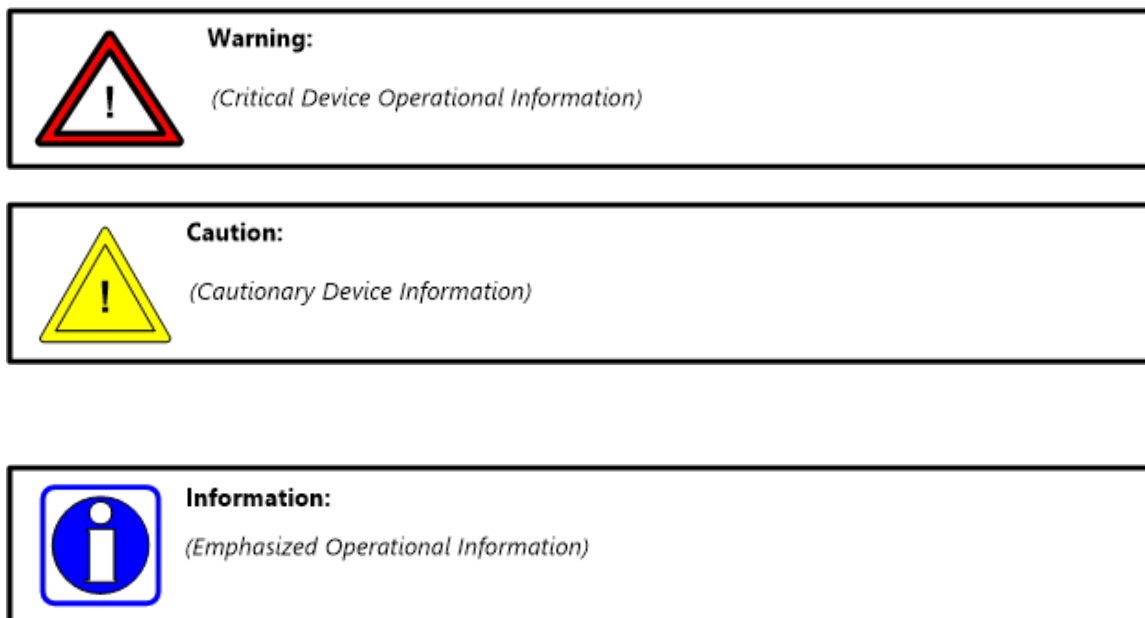 Warning:
!
(Critical Device Operational Information)
Caution:
!
(Cautionary Device Information)
Information:
i
(Emphasized Operational Information)